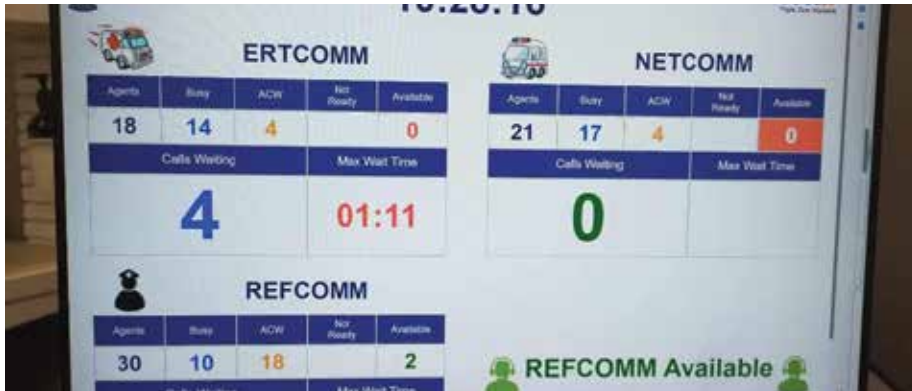 ERTCOMM
Agents Busy ACW Not Ready Available
18 14 4 0
Calls Waiting Max Wait Time
4 01:11
NETCOMM
Agents Busy ACW Not Ready Available
21 17 4 0
Calls Waiting Max Wait Time
0
REFCOMM
Agents Busy ACW Not Ready Available
30 10 18 2
REFCOMM Available